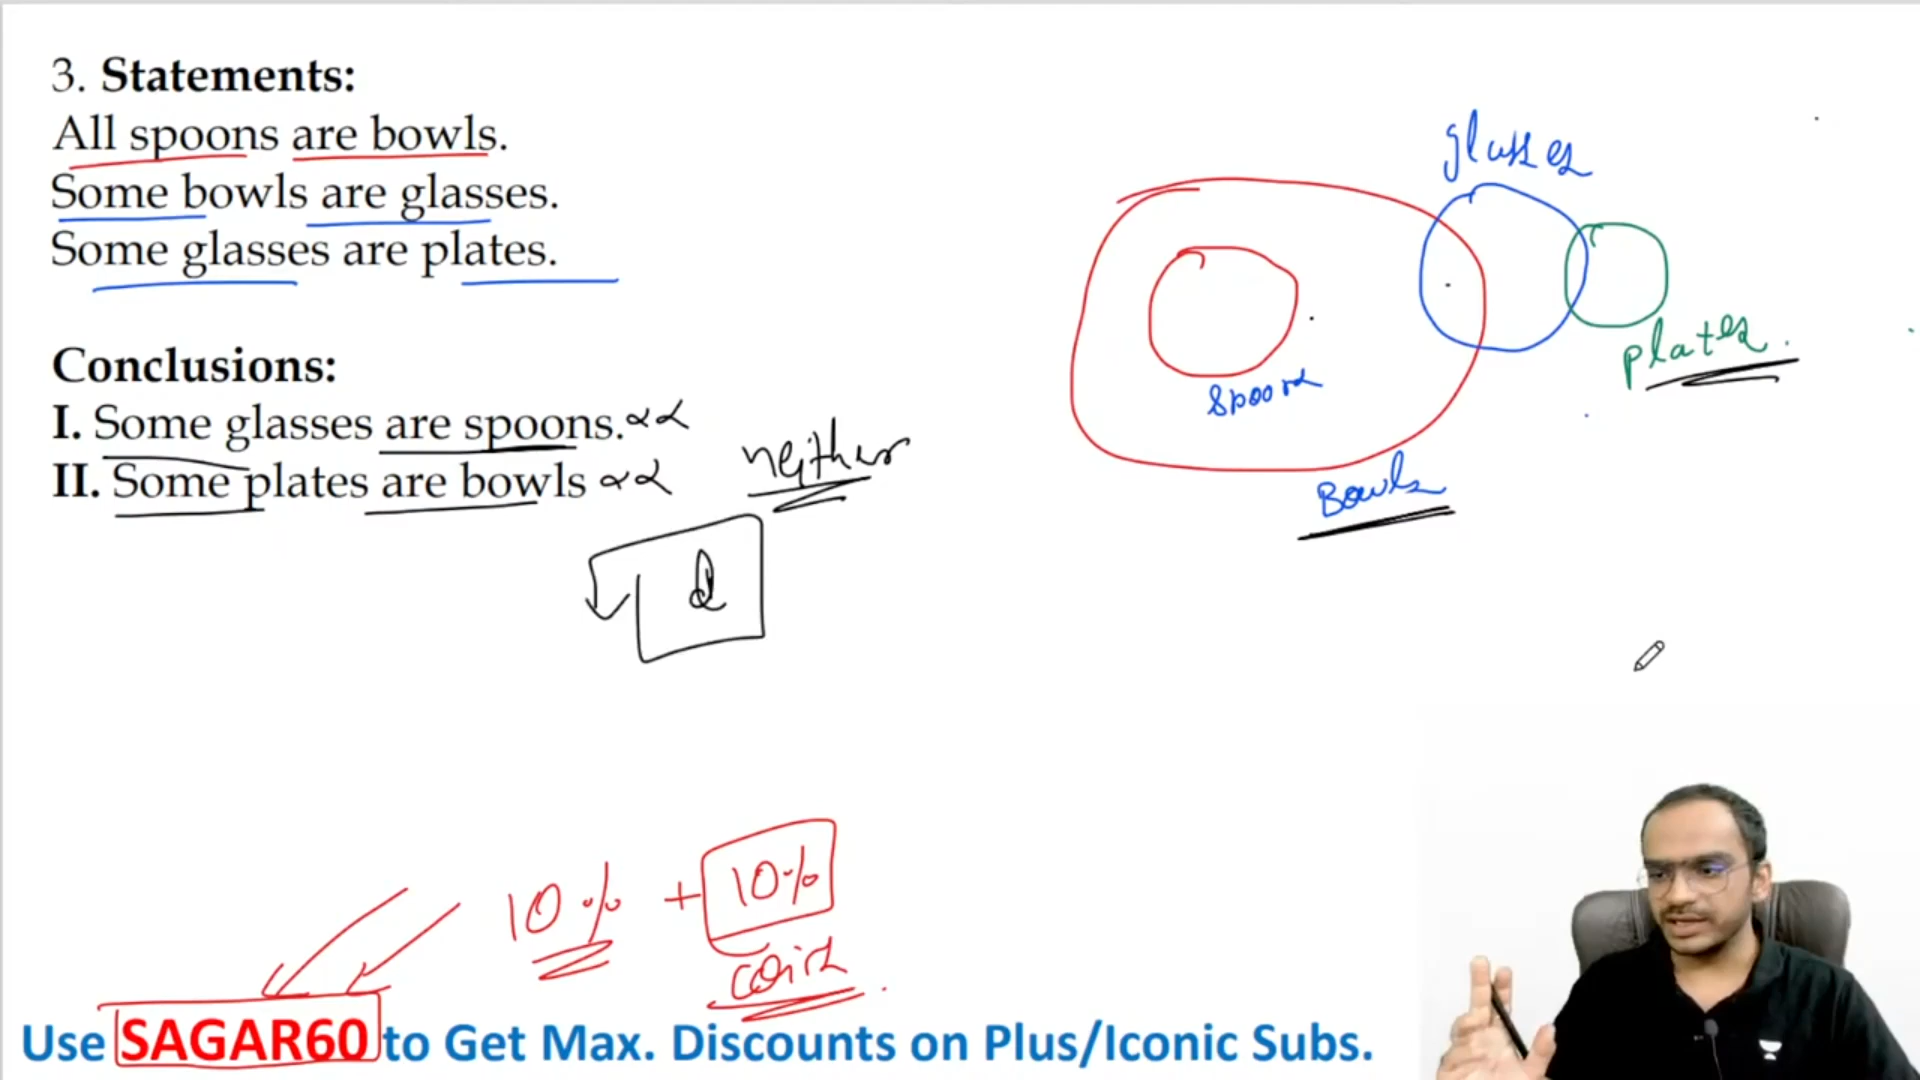 3. Statements:
All spoons are bowls.
Some bowls are glasses.
Some glasses are plates.
Conclusions:
I. Some glasses are spoons.
II. Some plates are bowls
neither
d
glasses
plates.
spoon
Bowls
10% + 10%
coins
Use SAGAR60 to Get Max. Discounts on Plus/Iconic Subs.